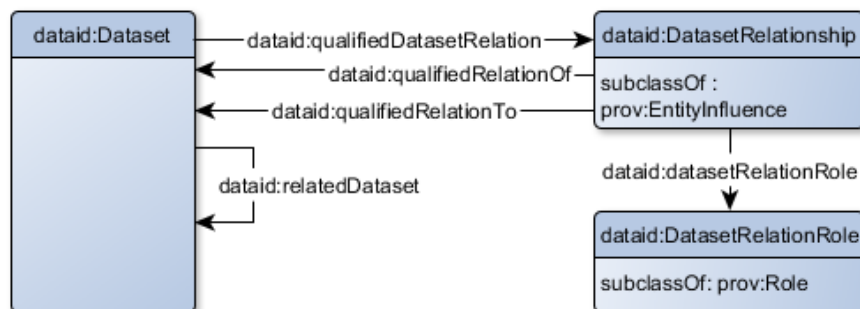 dataid:Dataset
dataid:qualifiedDatasetRelation
dataid:DatasetRelationship
dataid:qualifiedRelationOf
subclassOf :
prov:EntityInfluence
dataid:qualifiedRelationTo
dataid:relatedDataset
dataid:datasetRelationRole
dataid:DatasetRelationRole
subclassOf: prov:Role